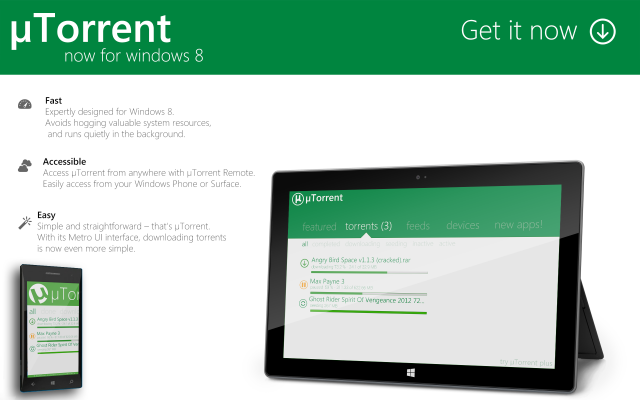 µTorrent
now for windows 8
Get it now
Fast
Expertly designed for Windows 8.
Avoids hogging valuable system resources,
and runs quietly in the background.
Accessible
Access µTorrent from anywhere with µTorrent Remote.
Easily access from your Windows Phone or Surface.
Easy
Simple and straightforward – that's µTorrent.
With its Metro UI interface, downloading torrents
is now even more simple.
µTorrent
featured torrents (3) feeds devices new apps!
all
Angry Bird Space v1.1.3 (cracked).rar
Max Payne 3
Ghost Rider Spirit Of vengeance 2012 72...
try µTorrent plus
µTorr
all
Angry Bird Space v1.1.3
Max Payne 3
Ghost Rider Spirit Of